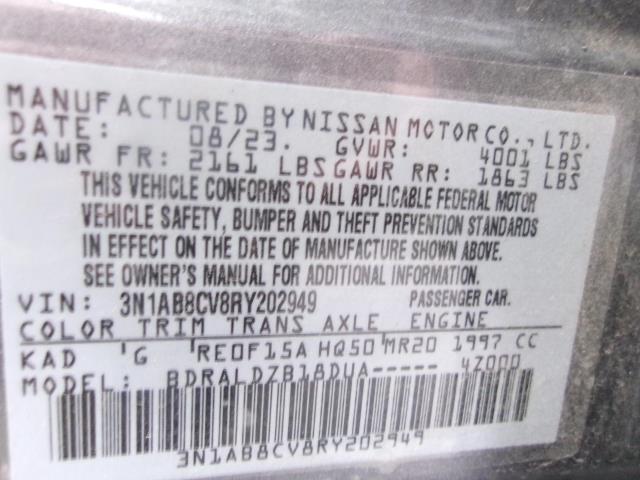 MANUFACTURED BY NISSAN MOTOR CO., LTD.
DATE: 08/23. GVWR: 4001 LBS
GAWR FR: 2161 LBS GAWR RR: 1863 LBS
THIS VEHICLE CONFORMS TO ALL APPLICABLE FEDERAL MOTOR
VEHICLE SAFETY, BUMPER AND THEFT PREVENTION STANDARDS
IN EFFECT ON THE DATE OF MANUFACTURE SHOWN ABOVE.
SEE OWNER'S MANUAL FOR ADDITIONAL INFORMATION.
VIN: 3N1AB8CV8RY202949 PASSENGER CAR.
COLOR TRIM TRANS AXLE ENGINE
KAD G RE0F15A HQ50 MR20 1997 CC
MODEL: BDRALDZB18DUA----- 4Z000
3N1AB8CV8RY202949